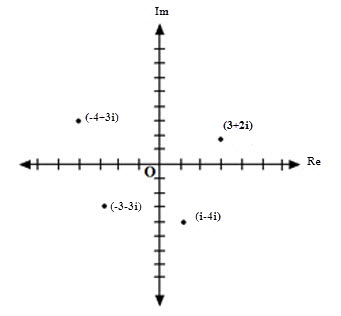 Im
(-4+3i)
(3+2i)
Re
O
(-3-3i)
(i-4i)